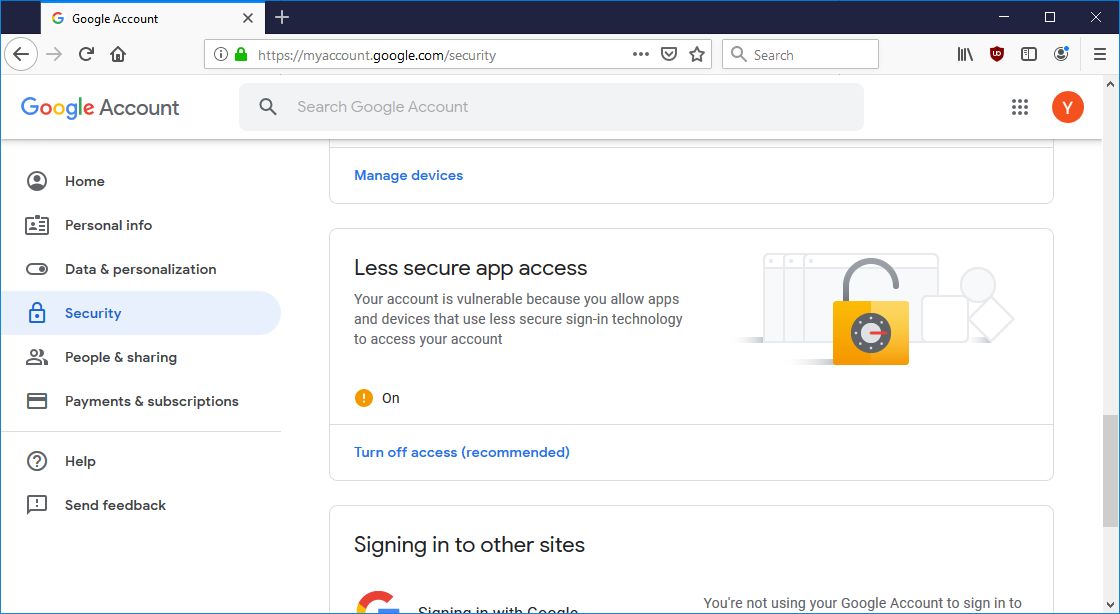 Google Account
https://myaccount.google.com/security
Search
Google Account
Search Google Account
Y
Home
Personal info
Data & personalization
Security
People & sharing
Payments & subscriptions
Help
Send feedback
Manage devices
Less secure app access
Your account is vulnerable because you allow apps
and devices that use less secure sign-in technology
to access your account
On
Turn off access (recommended)
Signing in to other sites
Signing in with Google
You're not using your Google Account to sign in to